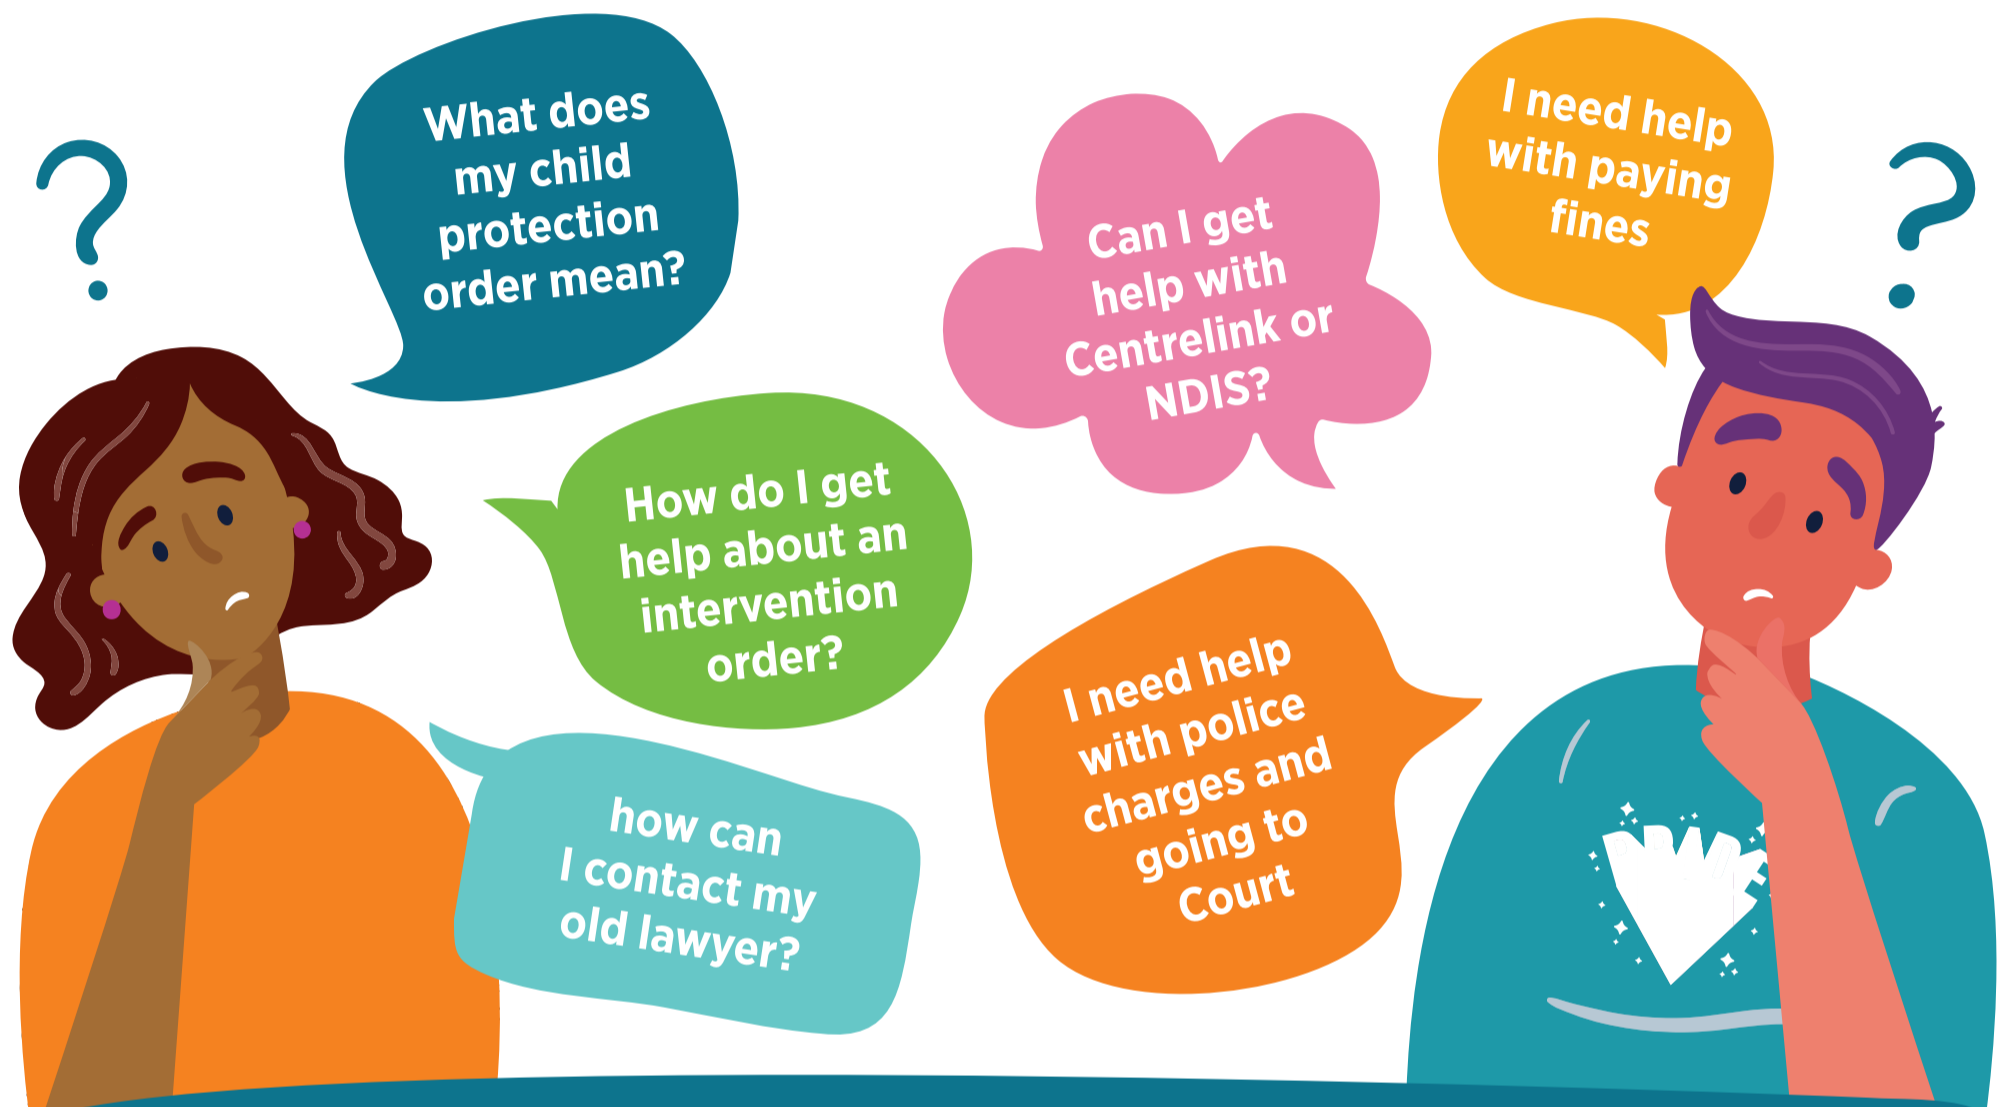 What does
my child
protection
order mean?
How do I get
help about an
intervention
order?
how can
I contact my
old lawyer?
Can I get
help with
Centrelink or
NDIS?
I need help
with paying
fines
I need help
with police
charges and
going to
Court